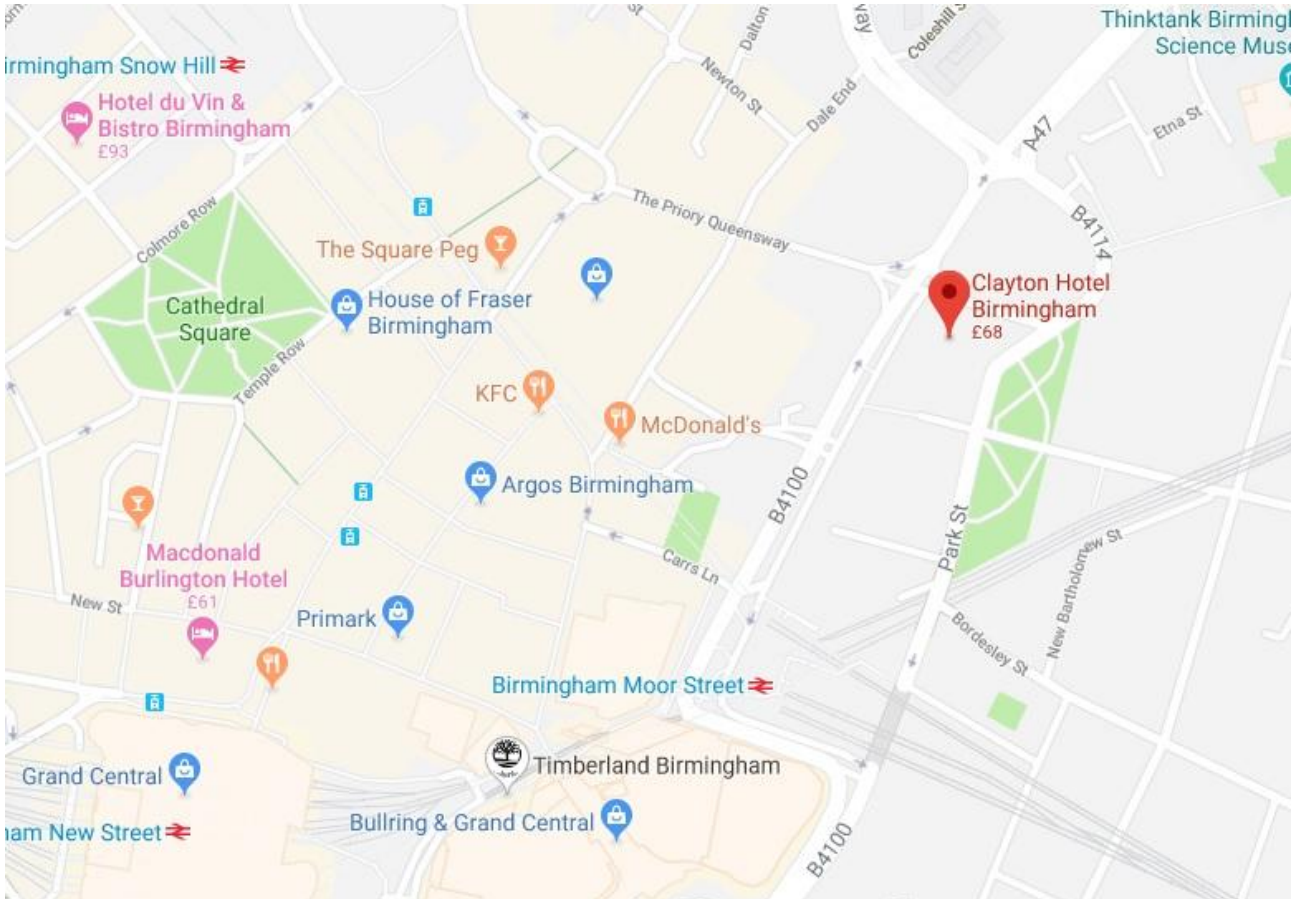 Thinktank Birmingh
Science Muse
Coleshill S
way
St
Dalton
Newton St
Dale End
Etna St
A47
irmingham Snow Hill
Hotel du Vin &
Bistro Birmingham
£93
Colmore Row
The Priory Queensway
B4114
The Square Peg
Cathedral
Square
House of Fraser
Birmingham
Clayton Hotel
Birmingham
£68
Temple Row
KFC
McDonald's
Argos Birmingham
B4100
Park St
New Bartholomew St
Macdonald
Burlington Hotel
£61
Carrs Ln
New St
Primark
Bordesley St
Birmingham Moor Street
Timberland Birmingham
Grand Central
Bullring & Grand Central
ham New Street
B4100